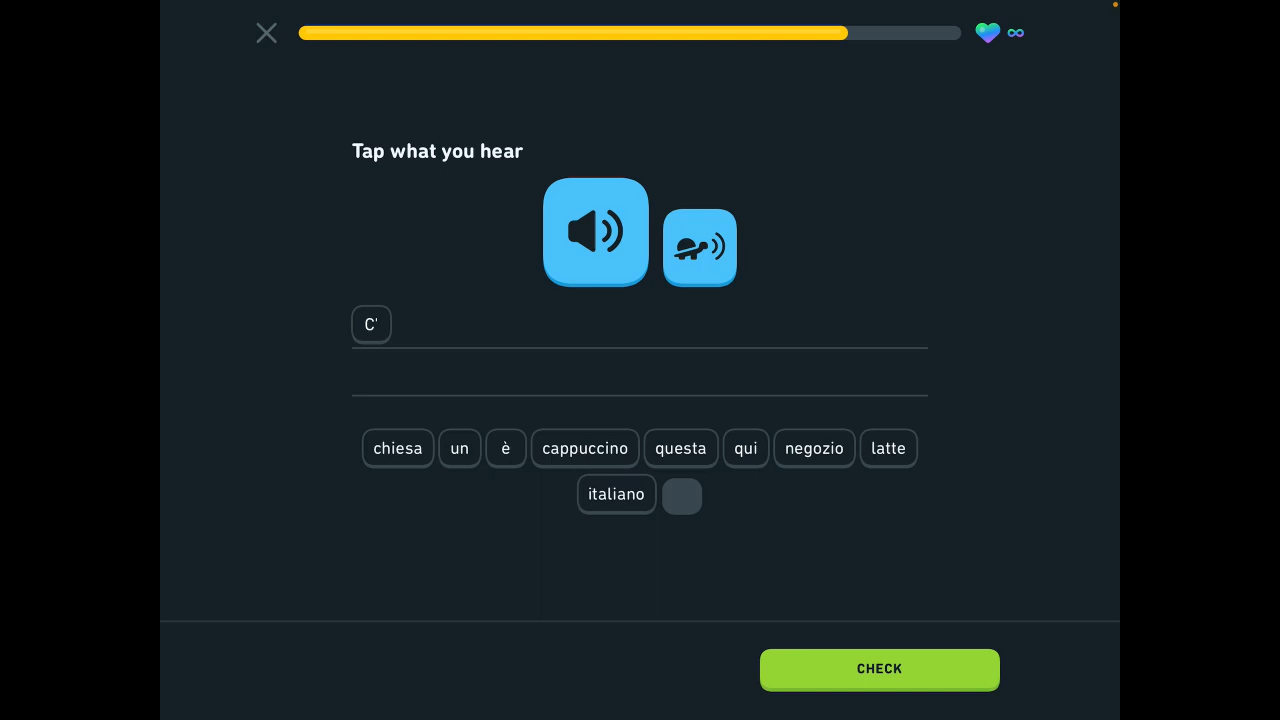 Tap what you hear
C'
chiesa un è cappuccino questa qui negozio latte
italiano
CHECK